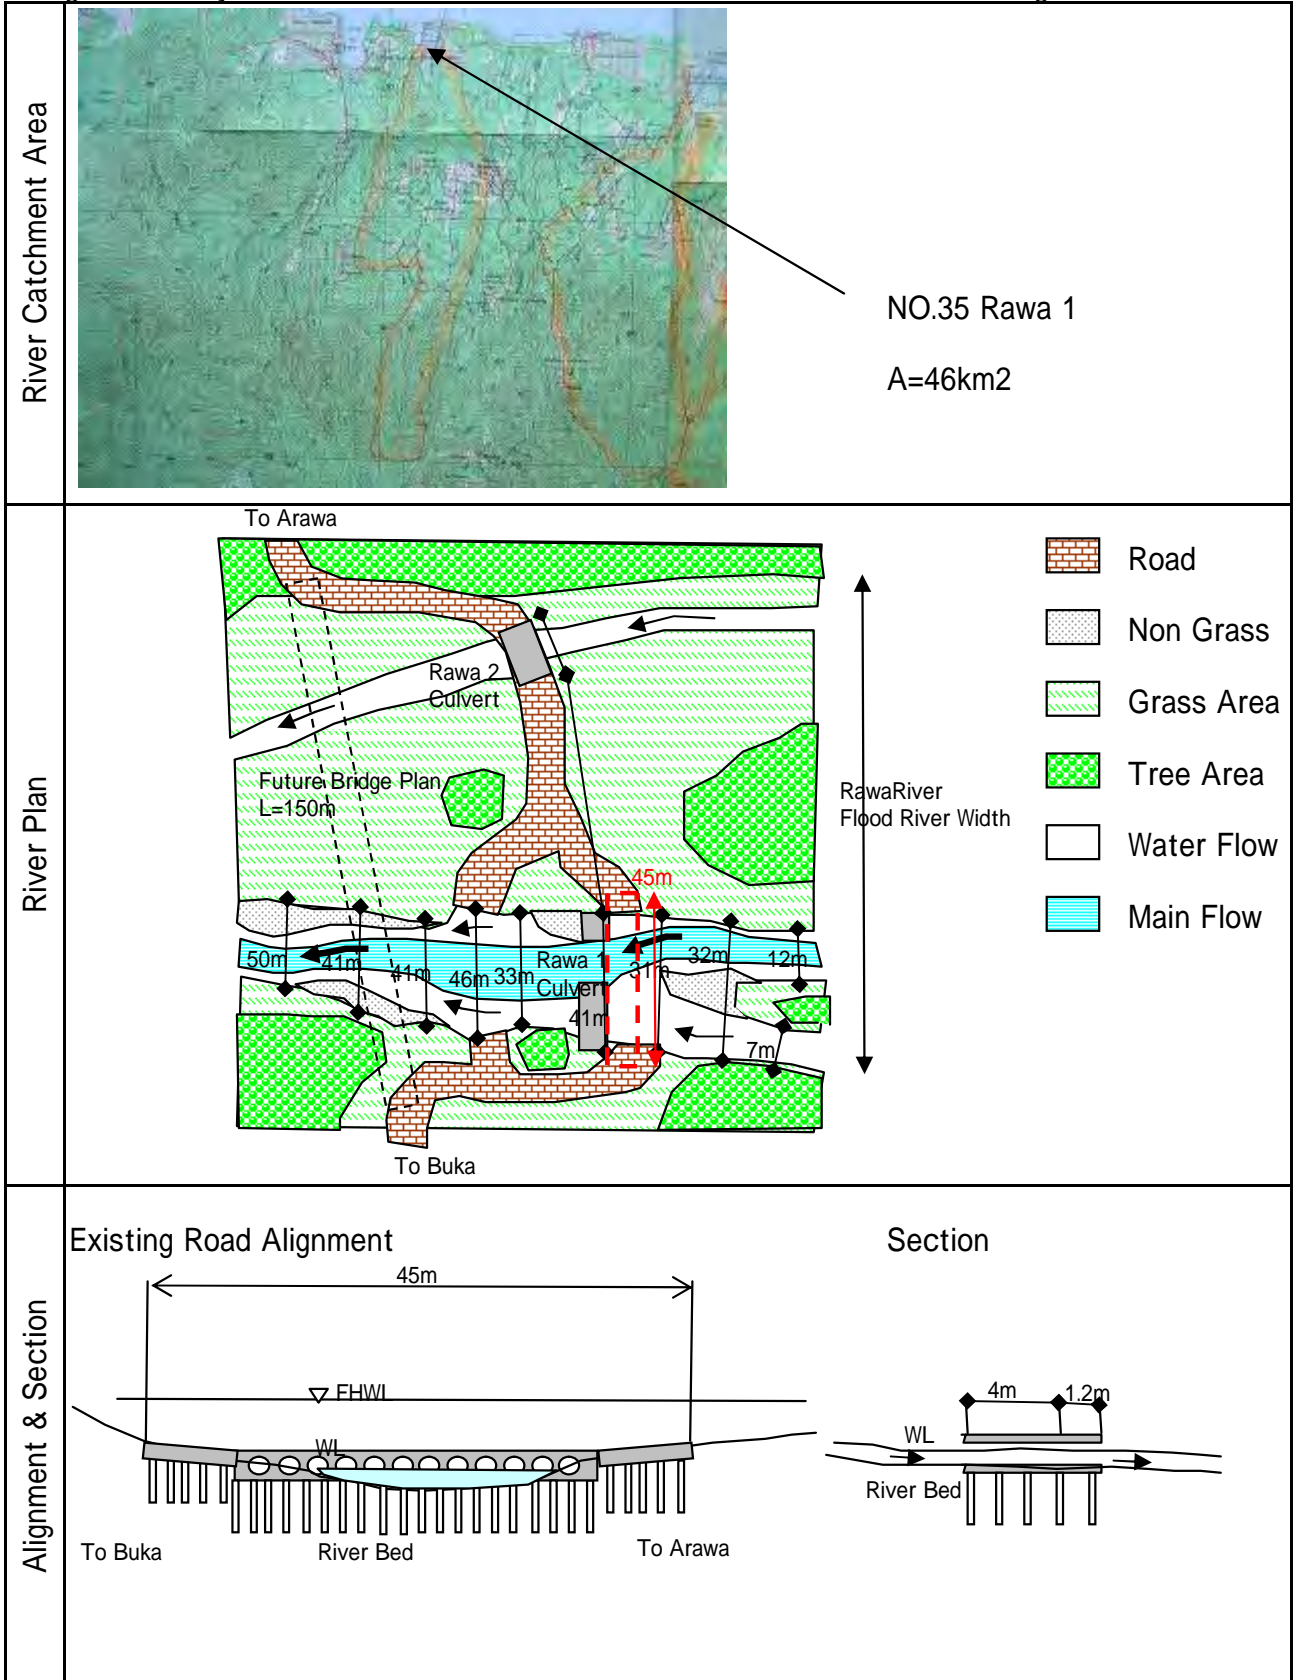 River Catchment Area
NO.35 Rawa 1
A=46km2
River Plan
To Arawa
Rawa 2
Culvert
Future Bridge Plan
L=150m
RawaRiver
Flood River Width
45m
50m
41m
41m
46m
33m
Rawa 1
Culvert
41m
31m
32m
12m
7m
To Buka
Road
Non Grass
Grass Area
Tree Area
Water Flow
Main Flow
Alignment & Section
Existing Road Alignment
45m
FHWL
WL
To Buka
River Bed
To Arawa
Section
4m
1.2m
WL
River Bed